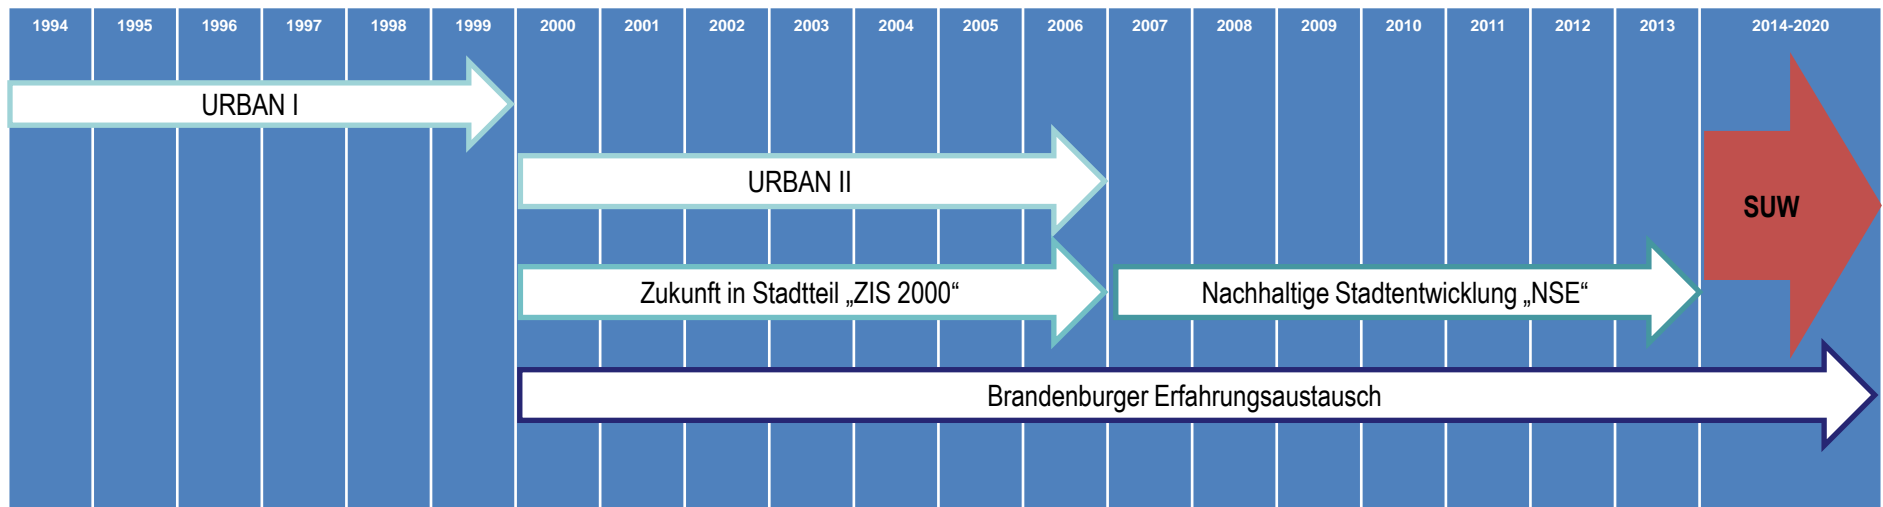 1994 1995 1996 1997 1998 1999 2000 2001 2002 2003 2004 2005 2006 2007 2008 2009 2010 2011 2012 2013 2014-2020
URBAN I
URBAN II
SUW
Zukunft in Stadtteil „ZIS 2000“ Nachhaltige Stadtentwicklung „NSE“
Brandenburger Erfahrungsaustausch